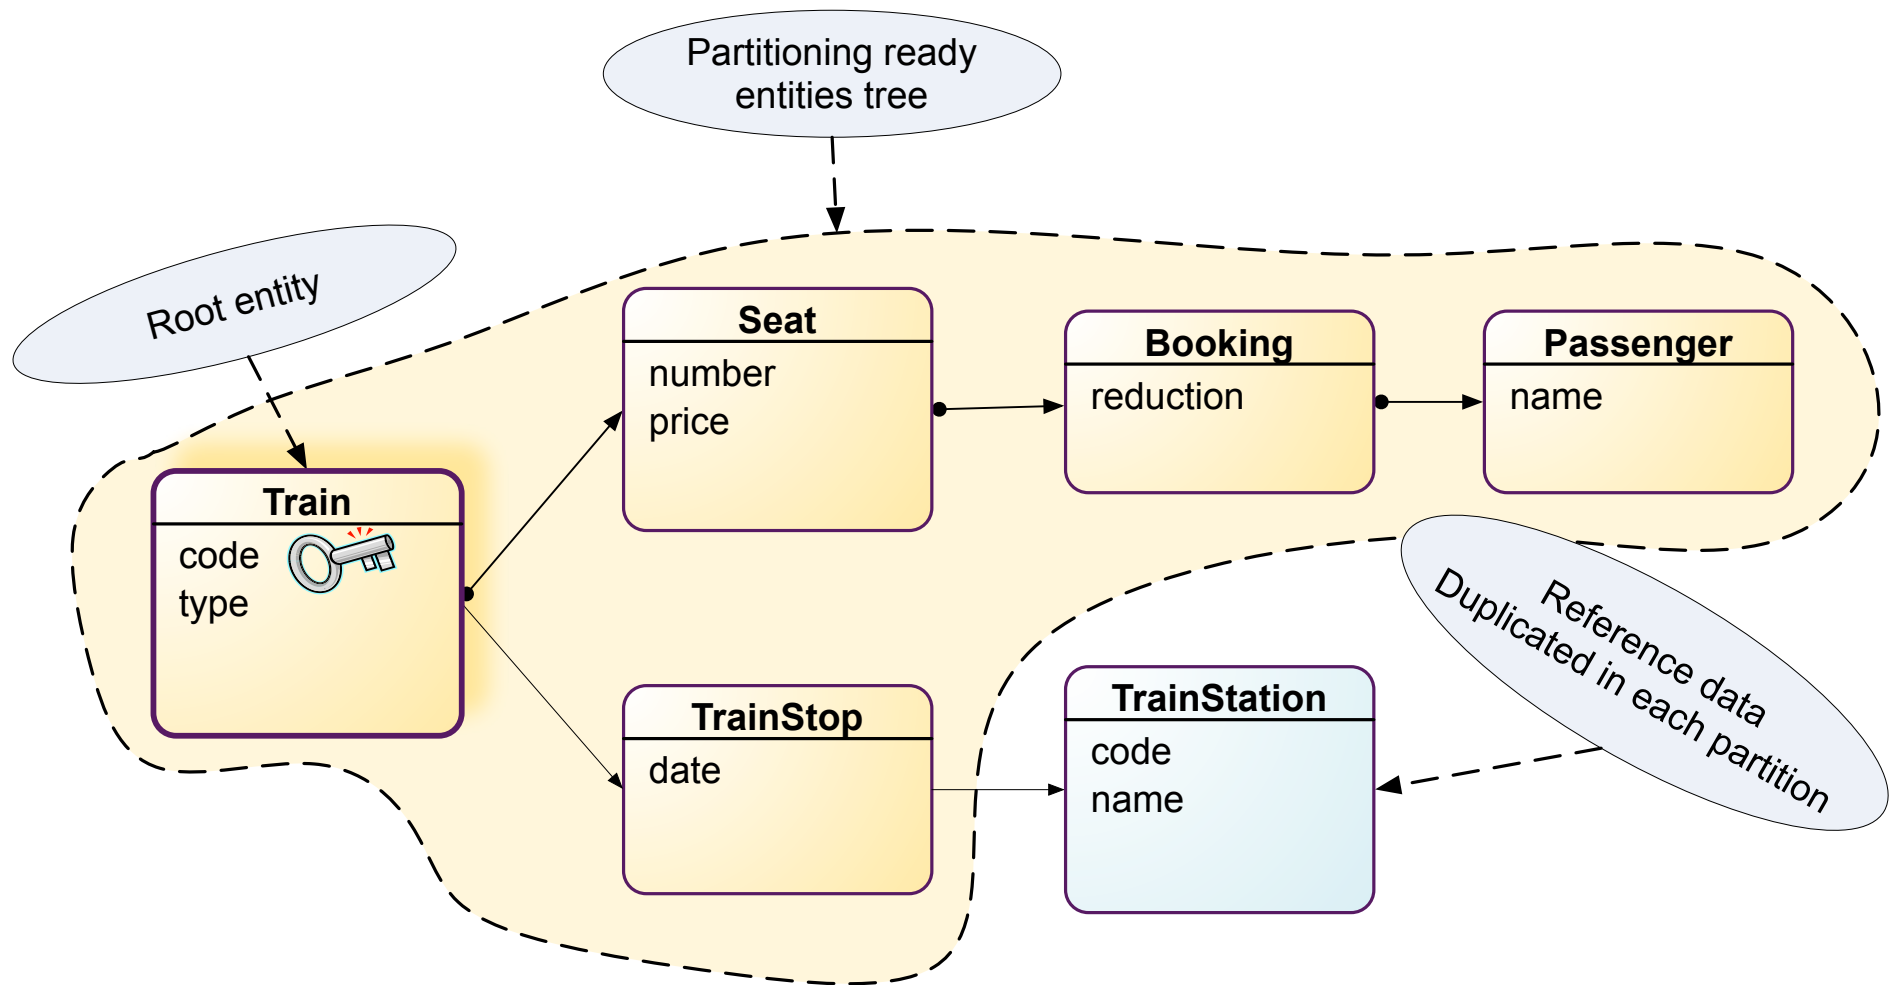 Partitioning ready
entities tree
Root entity
Seat
number
price
Booking
reduction
Passenger
name
Train
code
type
TrainStop
date
TrainStation
code
name
Reference data
Duplicated in each partition